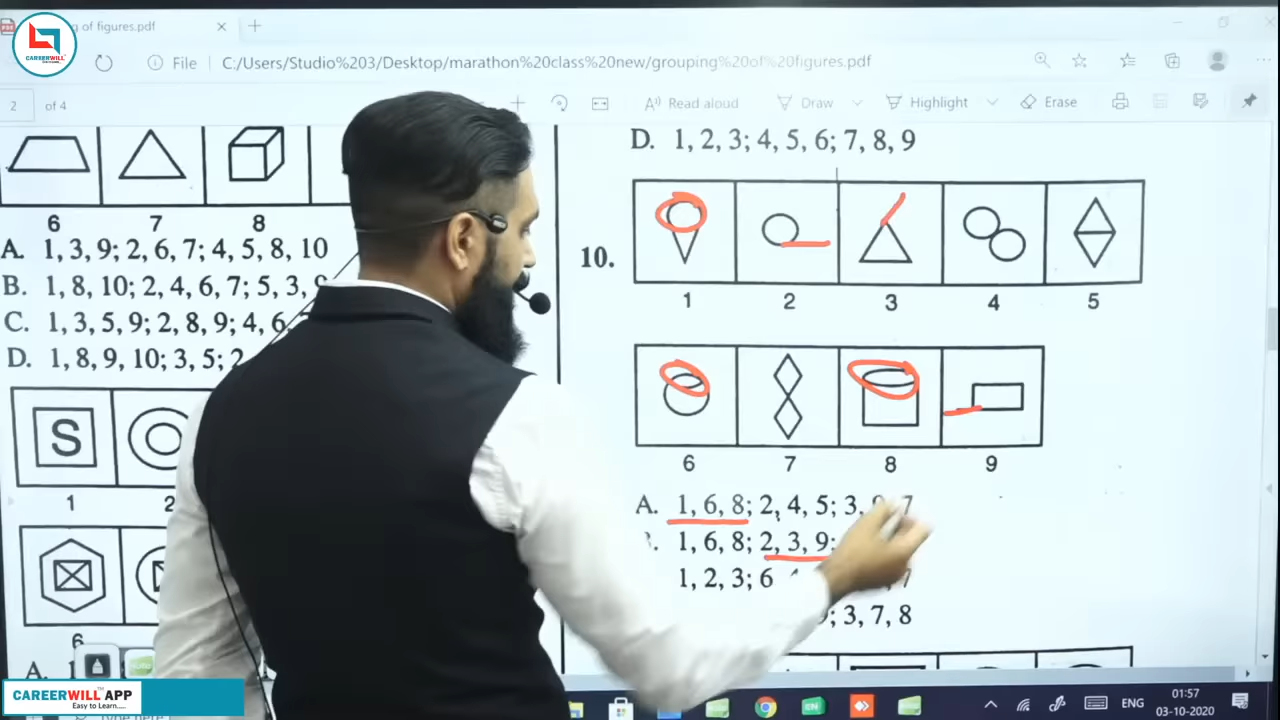 g of figures.pdf
CAREERWILL
File
C:/Users/Studio%203/Desktop/marathon%20class%20new/grouping%20of%20figures.pdf
2 of 4
Read aloud
Draw
Highlight
Erase
6 7 8
A. 1, 3, 9; 2, 6, 7; 4, 5, 8, 10
B. 1, 8, 10; 2, 4, 6, 7; 5, 3,
C. 1, 3, 5, 9; 2, 8, 9; 4, 6,
D. 1, 8, 9, 10; 3, 5; 2
S
1 2
6
A. 1
D. 1, 2, 3; 4, 5, 6; 7, 8, 9
10.
1 2 3 4 5
6 7 8 9
A. 1, 6, 8; 2, 4, 5; 3, 9, 7
1, 6, 8; 2, 3, 9;
1, 2, 3; 6
; 3, 7, 8
CAREERWILL APP
Easy to Learn.....
ENG
01:57
03-10-2020